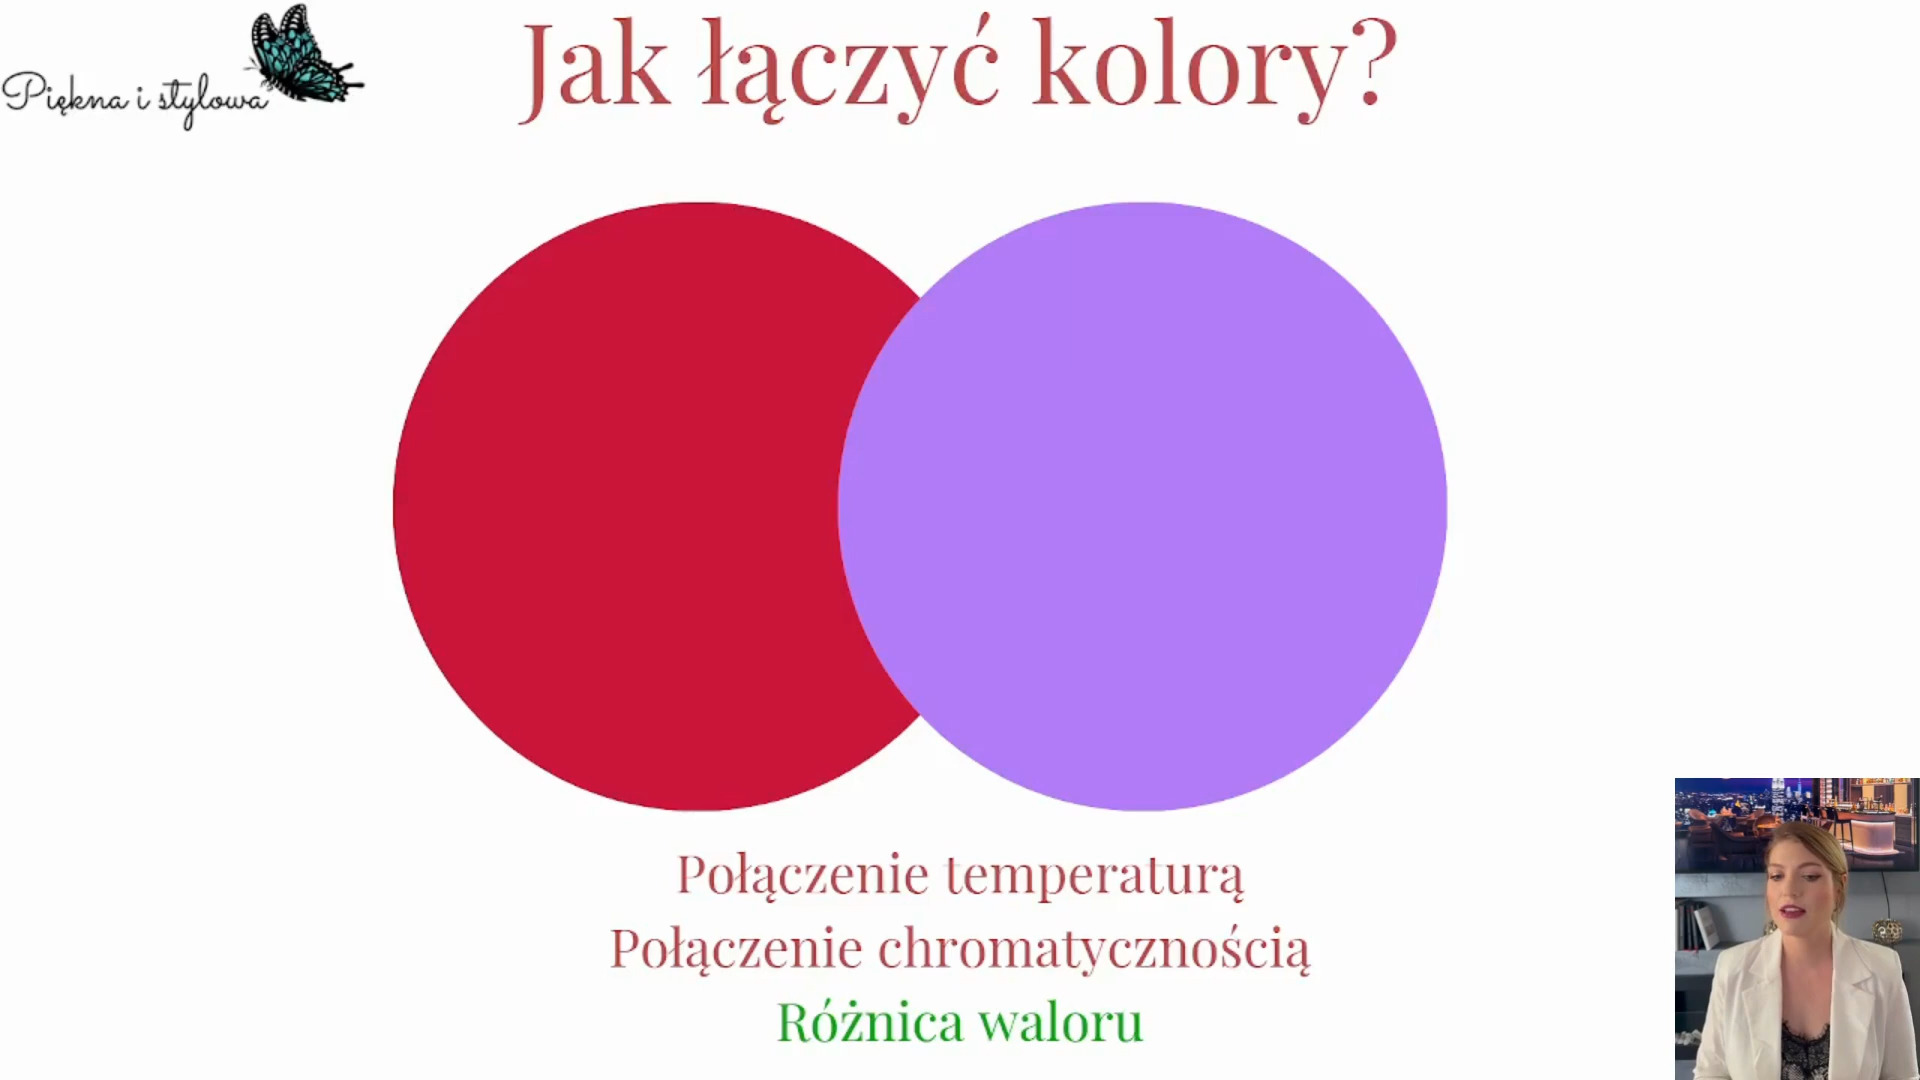 Piękna i stylowa
Jak łączyć kolory?
Połączenie temperaturą
Połączenie chromatycznością
Różnica waloru